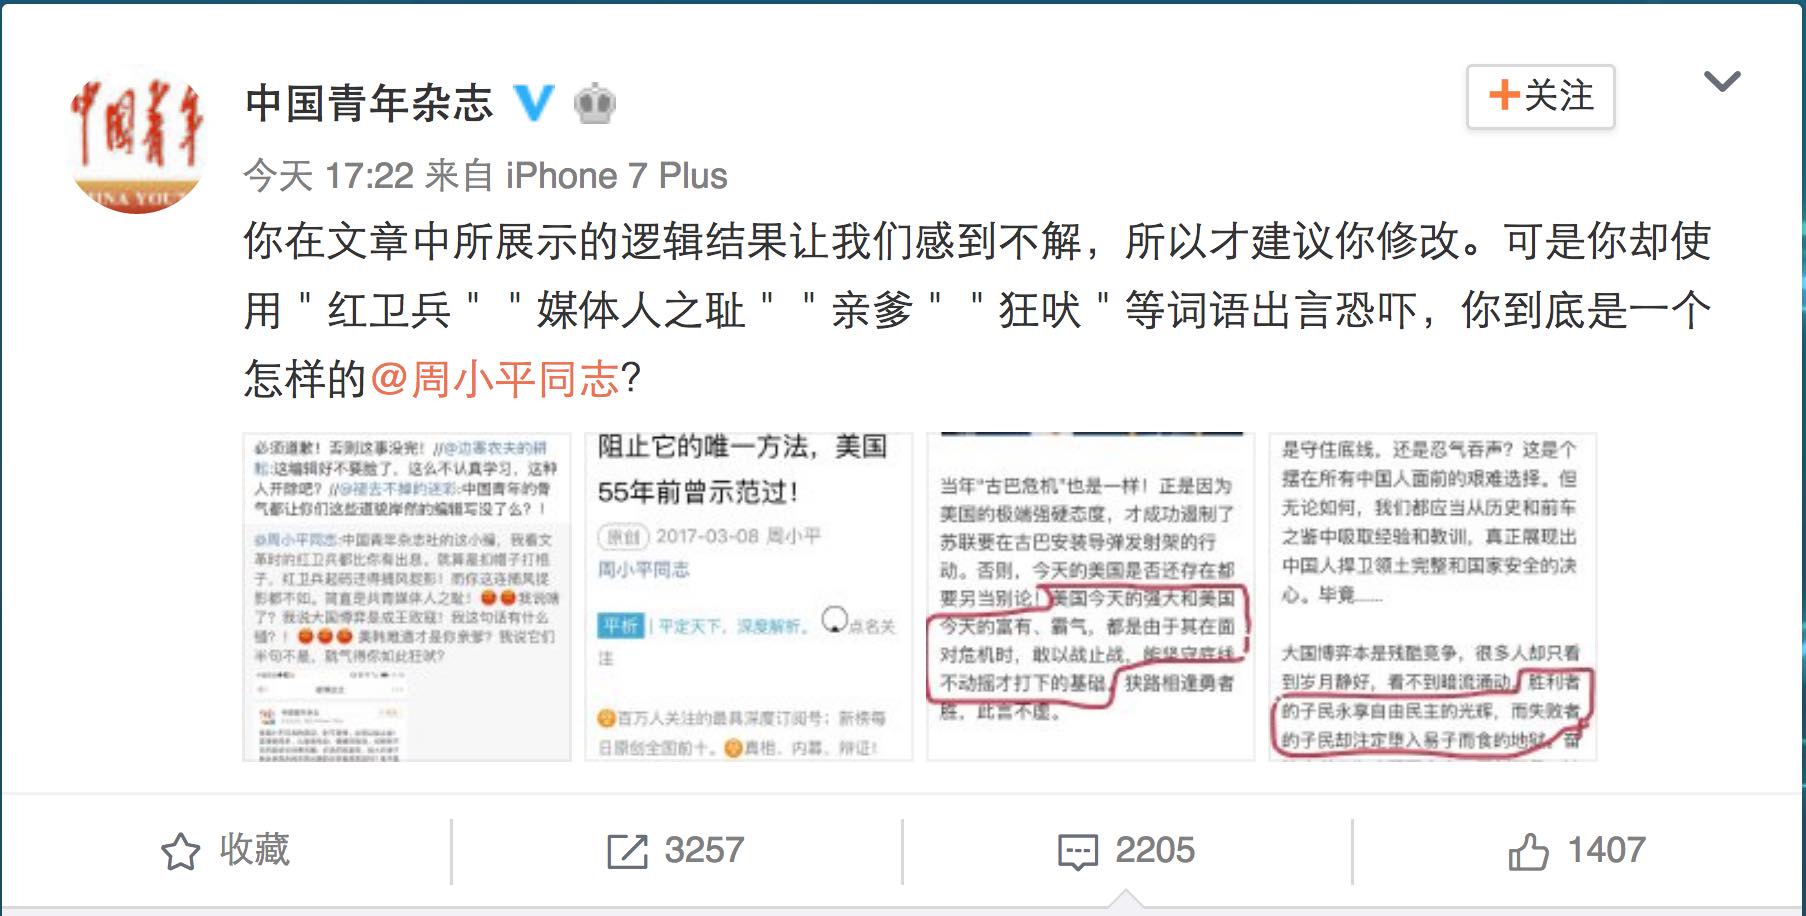 中国青年
中国青年杂志
+关注
今天 17:22 来自 iPhone 7 Plus
你在文章中所展示的逻辑结果让我们感到不解，所以才建议你修改。可是你却使
用＂红卫兵＂＂媒体人之耻＂＂亲爹＂＂狂吠＂等词语出言恐吓，你到底是一个
怎样的@周小平同志?
必须道歉！否则这事没完！//@边寨农夫的耕
耘:这编辑好不要脸了，这么不认真学习，这种
人开除吧？//@褪去不掉的迷彩:中国青年的骨
气都让你们这些道貌岸然的编辑写没了么？！
@周小平同志:中国青年杂志社的这小编，我看文
革时的红卫兵都比你有出息，就算是扣帽子打棍
子，红卫兵起码还得捕风捉影！而你这连捕风捉
影都不如。简直是共青媒体人之耻！我说啥
了？我说大国博弈是成王败寇！我这句话有什么
错？！美韩难道才是你亲爹？我说它们
半句不是，就气得你如此狂吠？
阻止它的唯一方法，美国
55年前曾示范过！
原创 2017-03-08 周小平
周小平同志
平析 | 平定天下，深度解析。点名关
注
百万人关注的最具深度订阅号；新榜每
日原创全国前十。真相、内幕、辩证！
当年“古巴危机”也是一样！正是因为
美国的极端强硬态度，才成功遏制了
苏联要在古巴安装导弹发射架的行
动。否则，今天的美国是否还存在都
要另当别论！美国今天的强大和美国
今天的富有、霸气，都是由于其在面
对危机时，敢以战止战，能坚守底线
不动摇才打下的基础。狭路相逢勇者
胜，此言不虚。
是守住底线，还是忍气吞声？这是个
摆在所有中国人面前的艰难选择。但
无论如何，我们都应当从历史和前车
之鉴中吸取经验和教训，真正展现出
中国人捍卫领土完整和国家安全的决
心。毕竟……
大国博弈本是残酷竞争，很多人却只看
到岁月静好，看不到暗流涌动。胜利者
的子民永享自由民主的光辉，而失败者
的子民却注定堕入易子而食的地狱。奋
收藏
3257
2205
1407